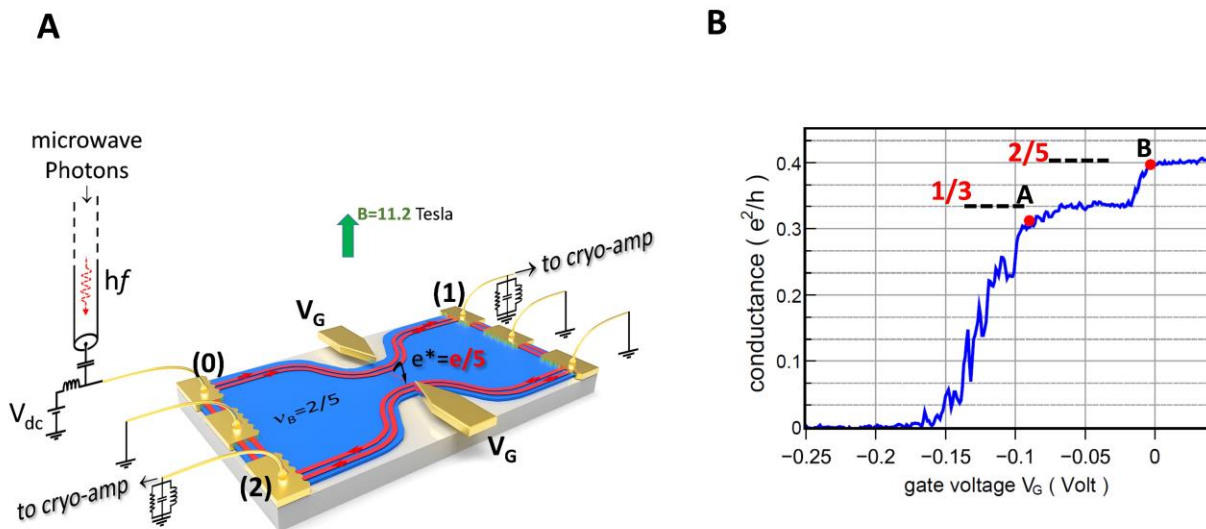 A
microwave
Photons
hf
V_dc
B=11.2 Tesla
to cryo-amp
(1)
V_G
(0)
e*=e/5
ν_B=2/5
V_G
to cryo-amp
(2)
B
conductance ( e²/h )
0.4
0.3
0.2
0.1
0
2/5
B
1/3
A
−0.25 −0.2 −0.15 −0.1 −0.05 0
gate voltage V_G ( Volt )